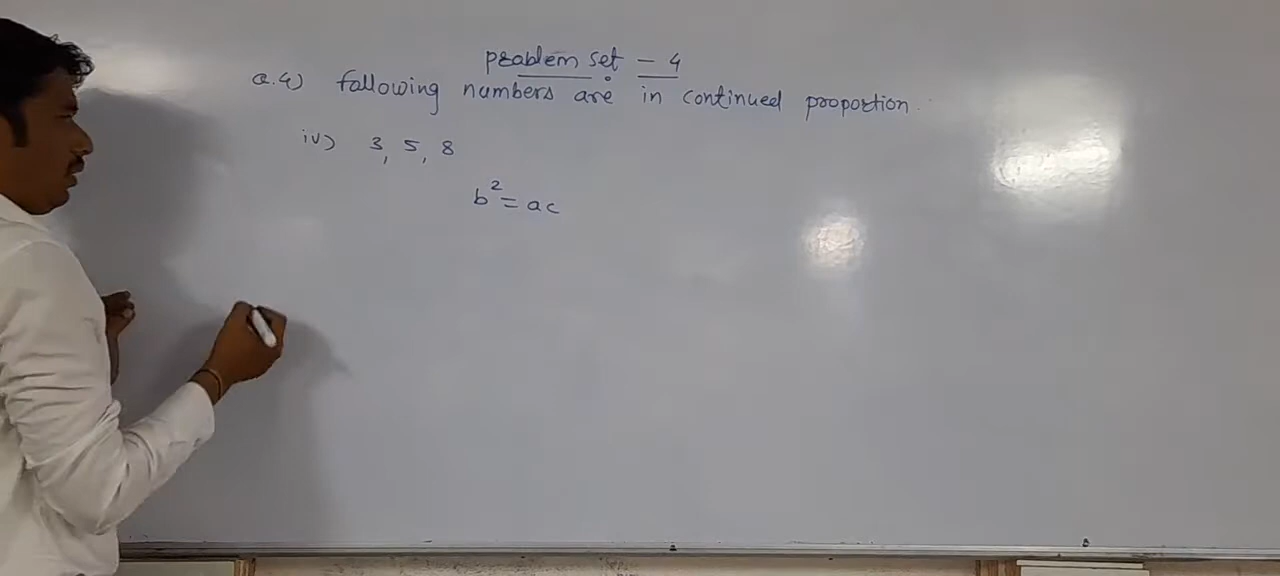 problem set - 4
Q.4) following numbers are in continued proportion.
iv) 3, 5, 8
b² = ac